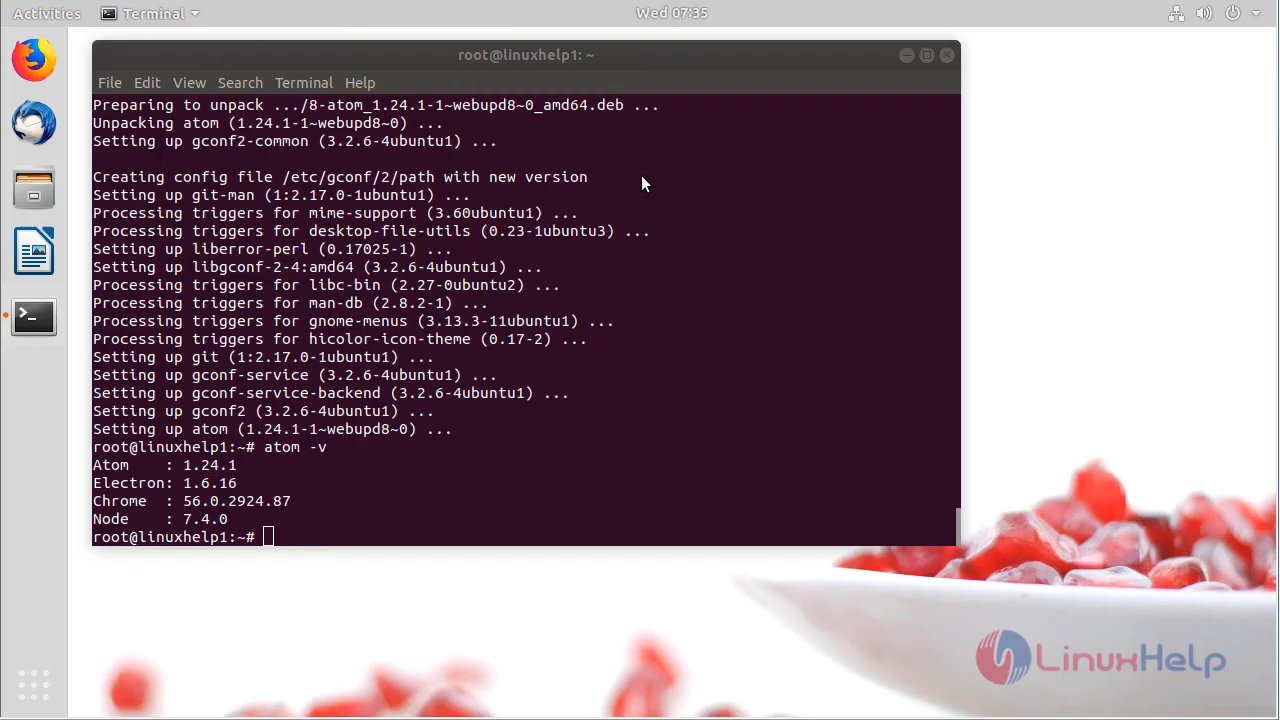 Activities Terminal Wed 07:35
root@linuxhelp1: ~
File Edit View Search Terminal Help
Preparing to unpack .../8-atom_1.24.1-1~webupd8~0_amd64.deb ...
Unpacking atom (1.24.1-1~webupd8~0) ...
Setting up gconf2-common (3.2.6-4ubuntu1) ...
Creating config file /etc/gconf/2/path with new version
Setting up git-man (1:2.17.0-1ubuntu1) ...
Processing triggers for mime-support (3.60ubuntu1) ...
Processing triggers for desktop-file-utils (0.23-1ubuntu3) ...
Setting up liberror-perl (0.17025-1) ...
Setting up libgconf-2-4:amd64 (3.2.6-4ubuntu1) ...
Processing triggers for libc-bin (2.27-0ubuntu2) ...
Processing triggers for man-db (2.8.2-1) ...
Processing triggers for gnome-menus (3.13.3-11ubuntu1) ...
Processing triggers for hicolor-icon-theme (0.17-2) ...
Setting up git (1:2.17.0-1ubuntu1) ...
Setting up gconf-service (3.2.6-4ubuntu1) ...
Setting up gconf-service-backend (3.2.6-4ubuntu1) ...
Setting up gconf2 (3.2.6-4ubuntu1) ...
Setting up atom (1.24.1-1~webupd8~0) ...
root@linuxhelp1:~# atom -v
Atom    : 1.24.1
Electron: 1.6.16
Chrome  : 56.0.2924.87
Node    : 7.4.0
root@linuxhelp1:~#
LinuxHelp